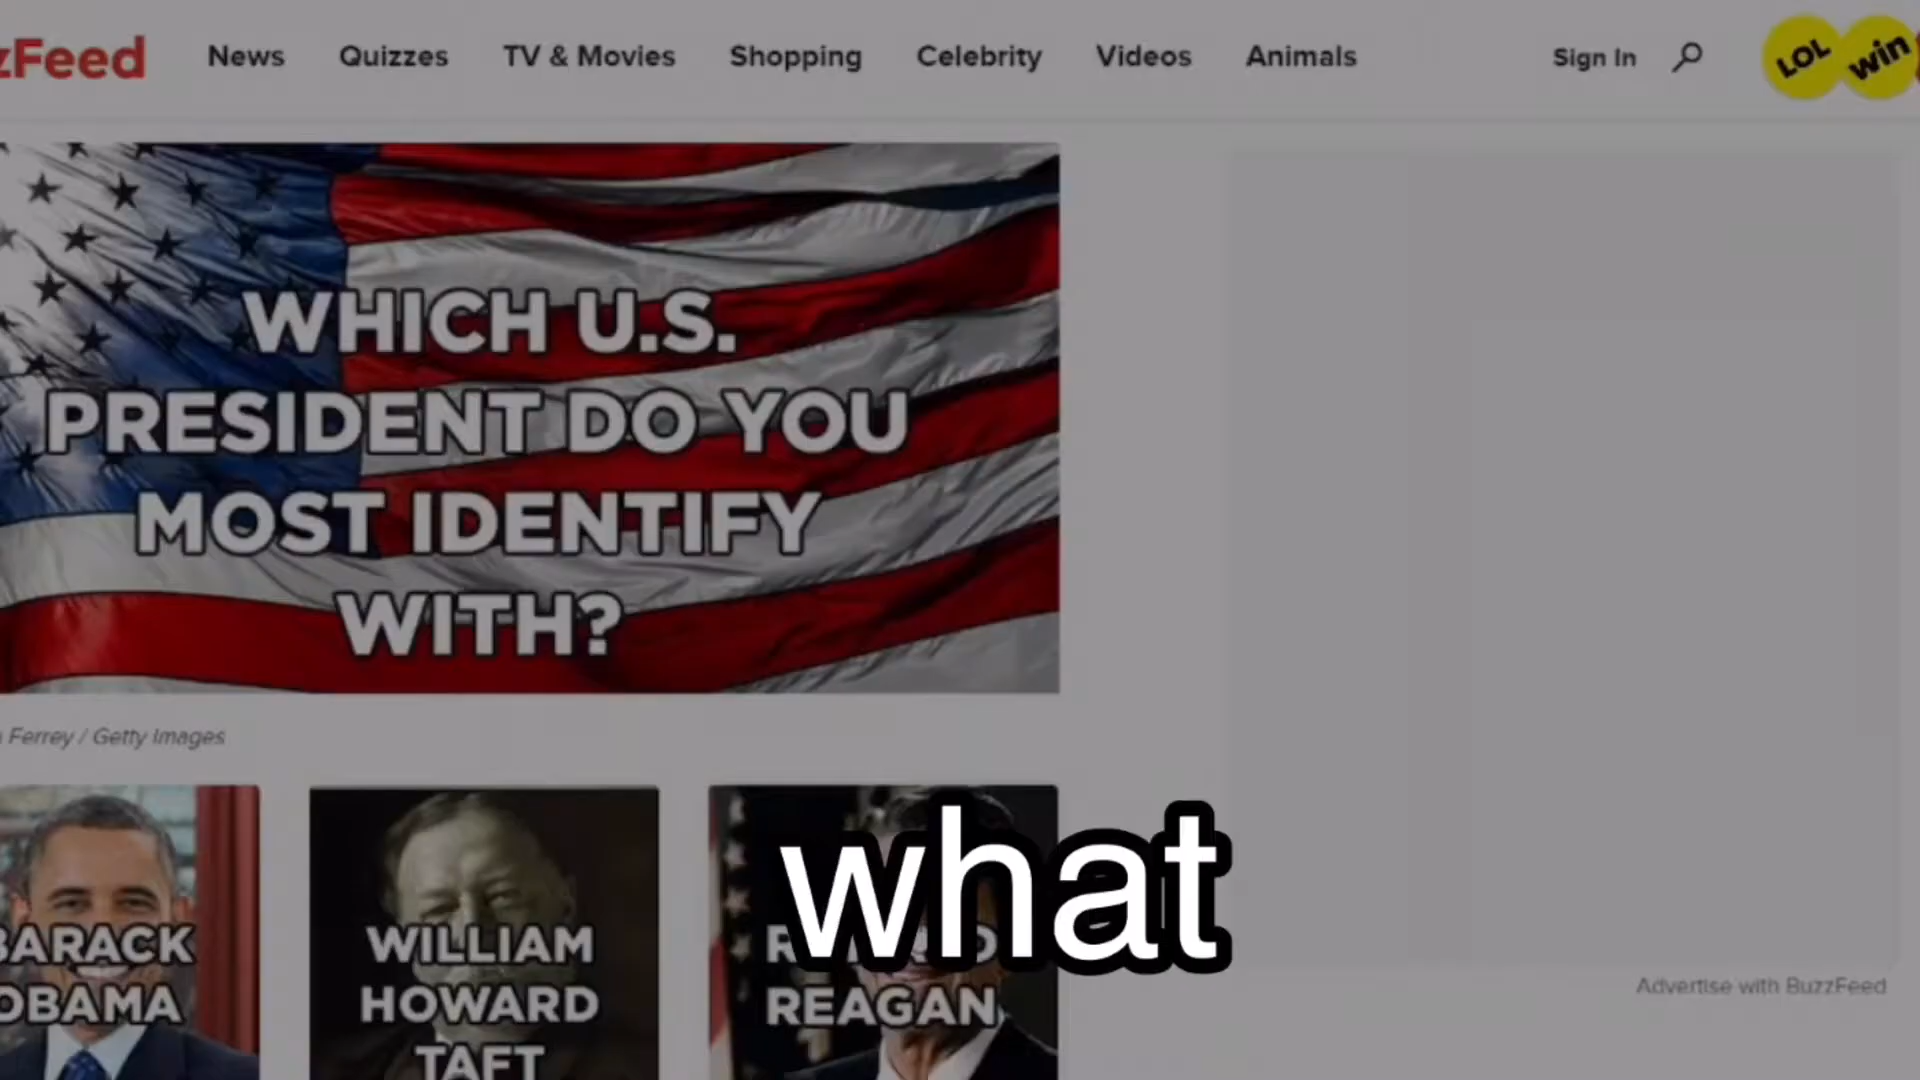 zFeed News Quizzes TV & Movies Shopping Celebrity Videos Animals Sign In LOL win
WHICH U.S.
PRESIDENT DO YOU
MOST IDENTIFY
WITH?
Ferrey / Getty Images
BARACK
OBAMA
WILLIAM
HOWARD
TAFT
REAGAN
what
Advertise with BuzzFeed